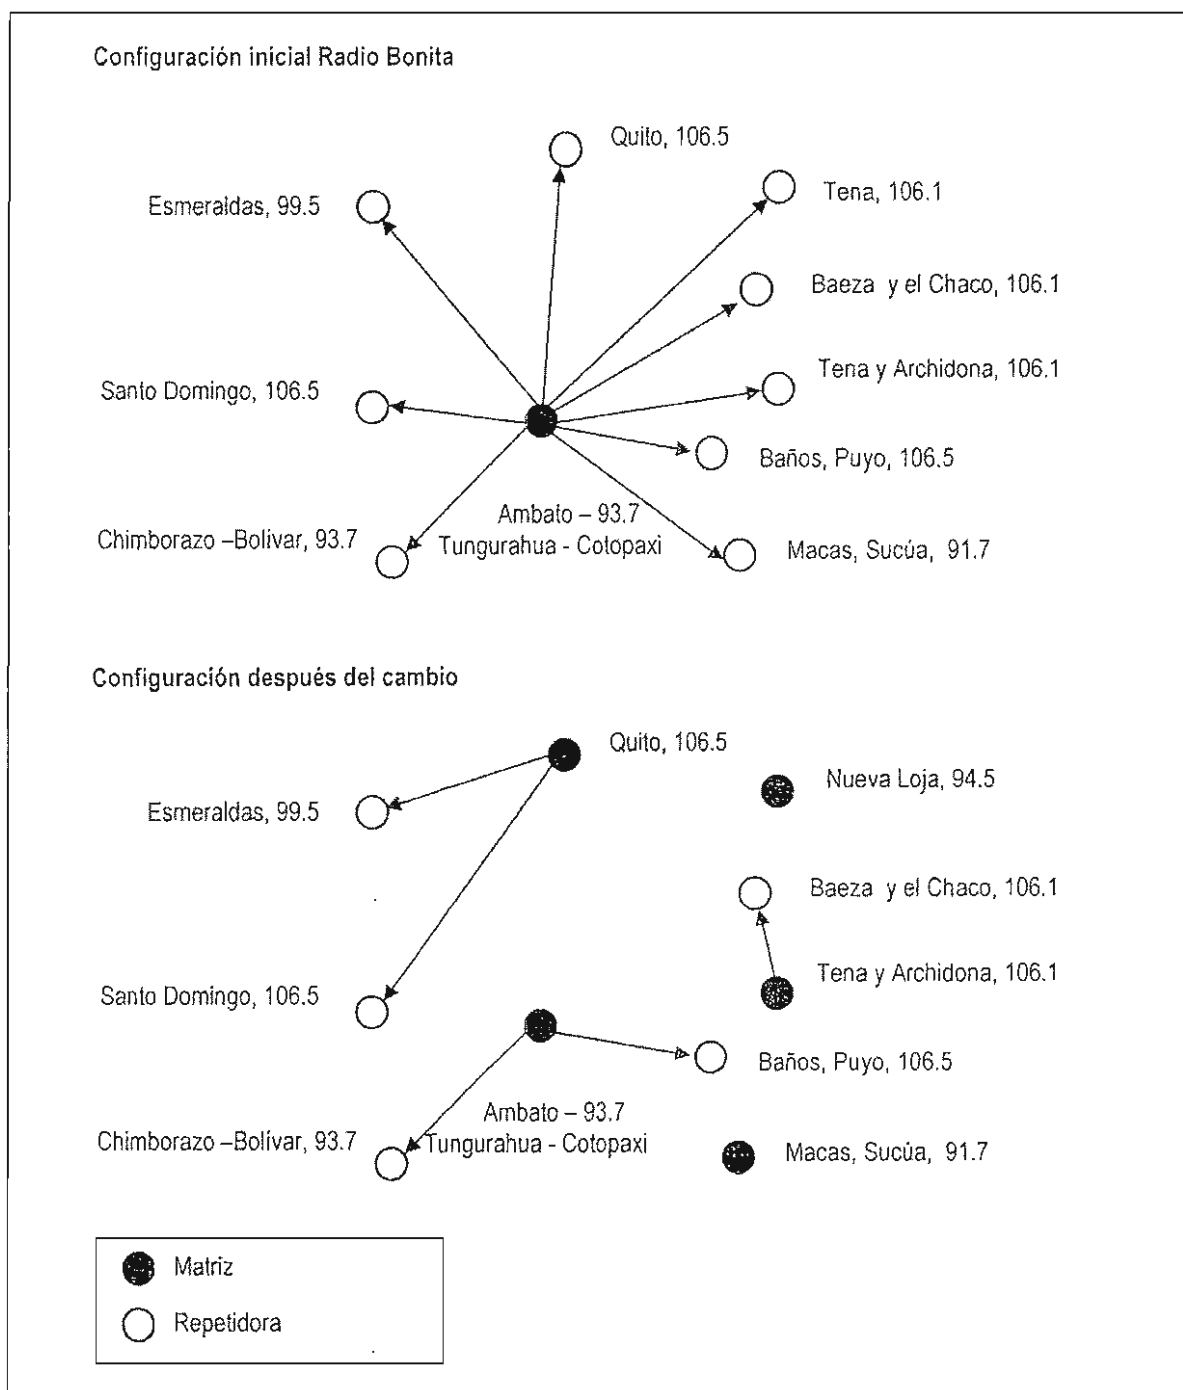 Configuración inicial Radio Bonita
Quito, 106.5
Esmeraldas, 99.5
Tena, 106.1
Baeza y el Chaco, 106.1
Tena y Archidona, 106.1
Santo Domingo, 106.5
Baños, Puyo, 106.5
Ambato – 93.7
Tungurahua - Cotopaxi
Chimborazo –Bolívar, 93.7
Macas, Sucúa, 91.7
Configuración después del cambio
Quito, 106.5
Nueva Loja, 94.5
Esmeraldas, 99.5
Baeza y el Chaco, 106.1
Tena y Archidona, 106.1
Santo Domingo, 106.5
Baños, Puyo, 106.5
Ambato – 93.7
Tungurahua - Cotopaxi
Chimborazo –Bolívar, 93.7
Macas, Sucúa, 91.7
Matriz
Repetidora